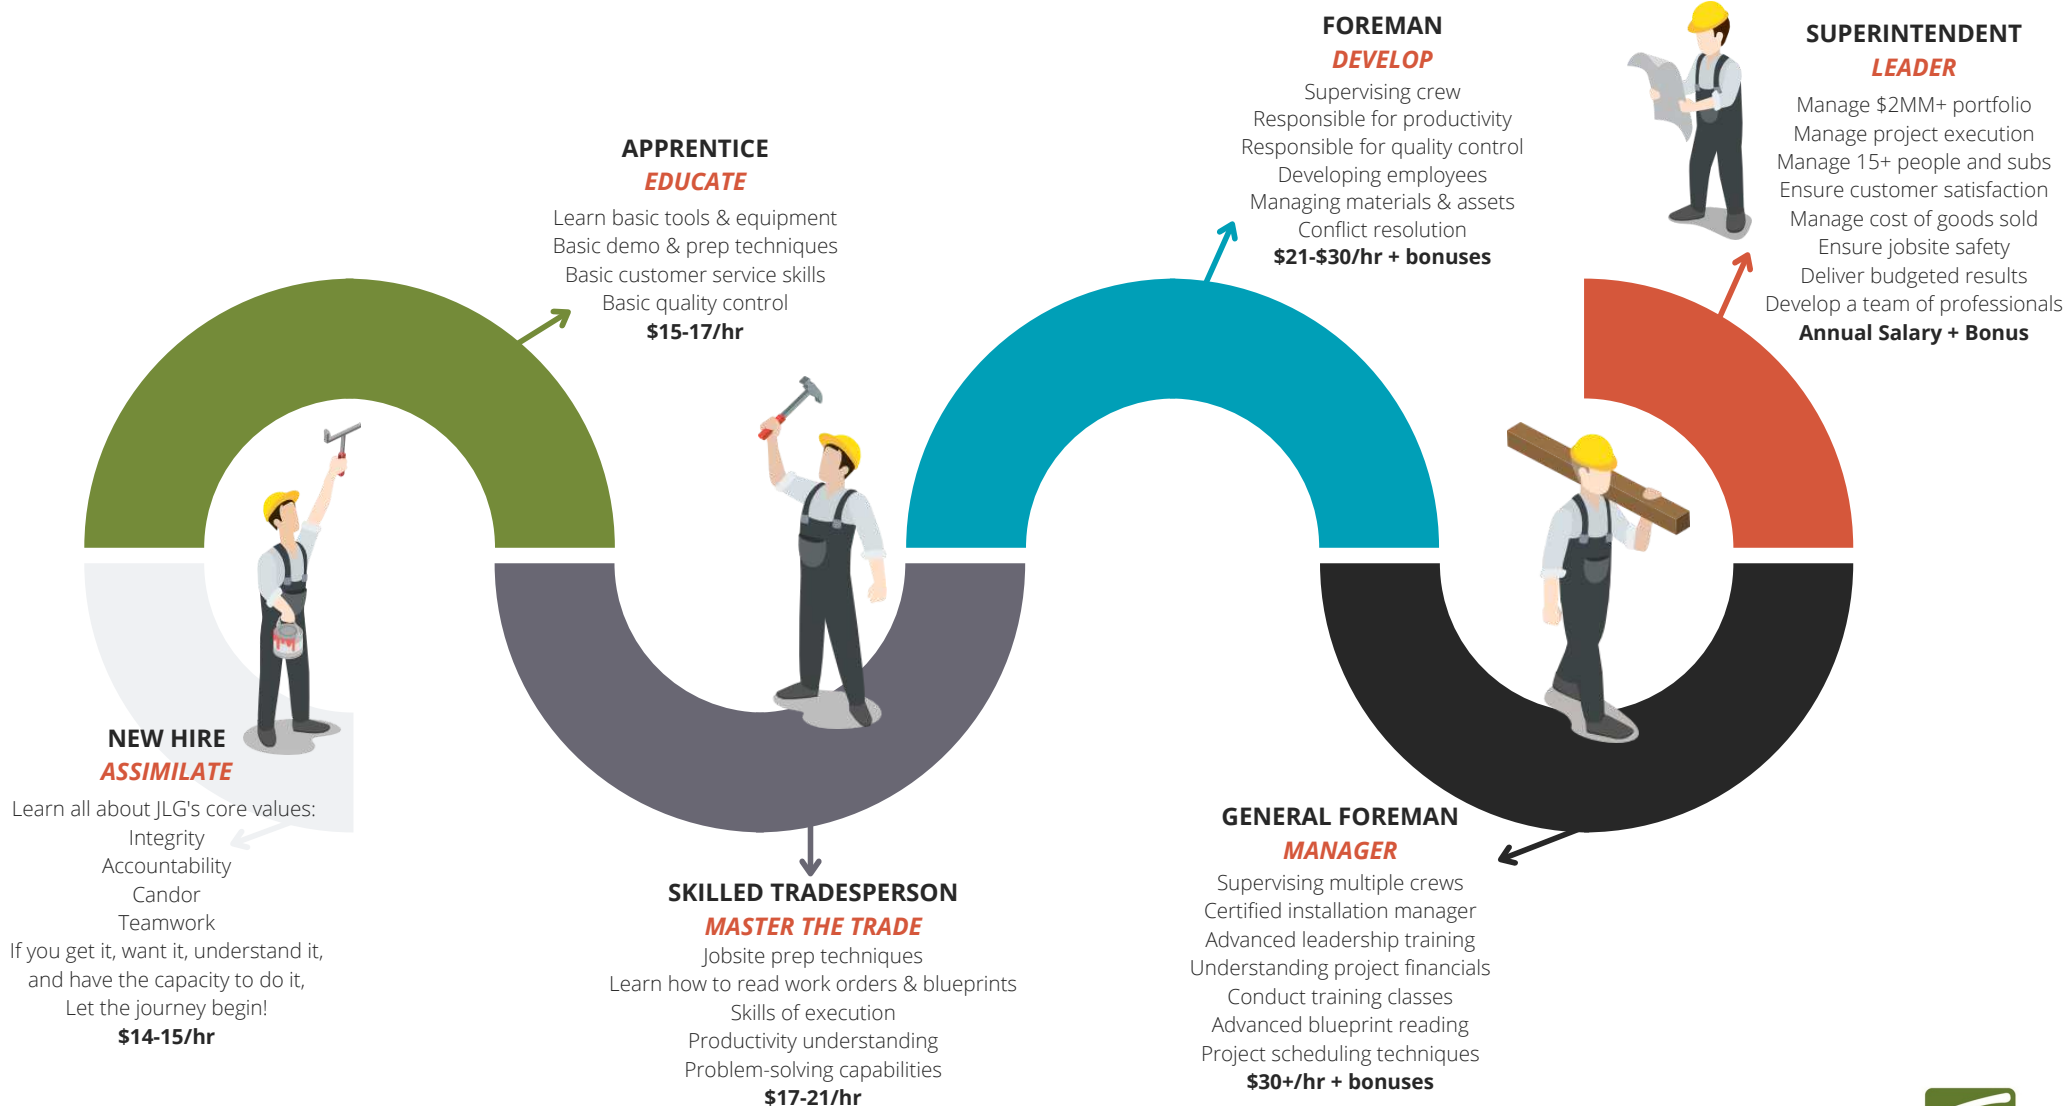 NEW HIRE
ASSIMILATE
Learn all about JLG's core values:
Integrity
Accountability
Candor
Teamwork
If you get it, want it, understand it,
and have the capacity to do it,
Let the journey begin!
$14-15/hr
APPRENTICE
EDUCATE
Learn basic tools & equipment
Basic demo & prep techniques
Basic customer service skills
Basic quality control
$15-17/hr
SKILLED TRADESPERSON
MASTER THE TRADE
Jobsite prep techniques
Learn how to read work orders & blueprints
Skills of execution
Productivity understanding
Problem-solving capabilities
$17-21/hr
FOREMAN
DEVELOP
Supervising crew
Responsible for productivity
Responsible for quality control
Developing employees
Managing materials & assets
Conflict resolution
$21-$30/hr + bonuses
GENERAL FOREMAN
MANAGER
Supervising multiple crews
Certified installation manager
Advanced leadership training
Understanding project financials
Conduct training classes
Advanced blueprint reading
Project scheduling techniques
$30+/hr + bonuses
SUPERINTENDENT
LEADER
Manage $2MM+ portfolio
Manage project execution
Manage 15+ people and subs
Ensure customer satisfaction
Manage cost of goods sold
Ensure jobsite safety
Deliver budgeted results
Develop a team of professionals
Annual Salary + Bonus